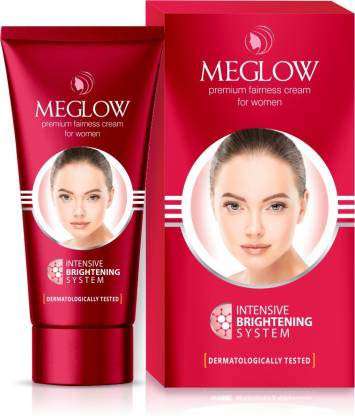 MEGLOW
premium fairness cream
for women
INTENSIVE
BRIGHTENING
SYSTEM
DERMATOLOGICALLY TESTED
MEGLOW
premium fairness cream
for women
INTENSIVE
BRIGHTENING
SYSTEM
DERMATOLOGICALLY TESTED